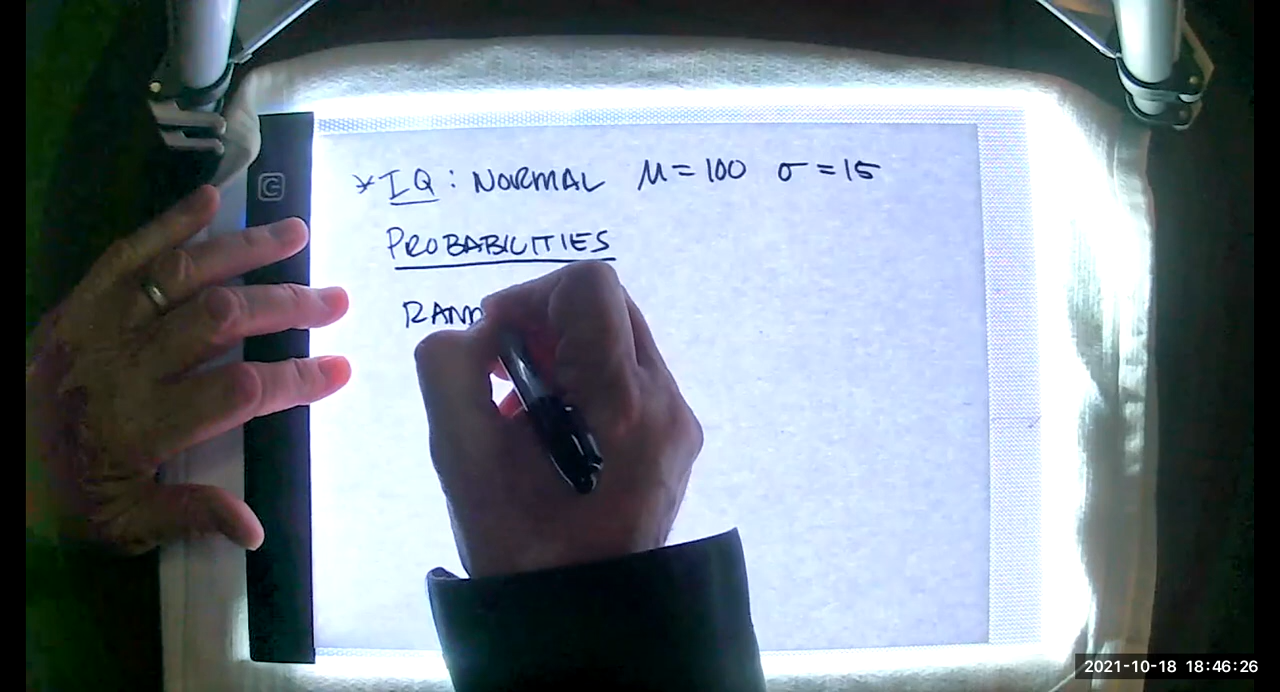 *IQ : NORMAL μ = 100 σ = 15
PROBABILITIES
2021-10-18 18:46:26